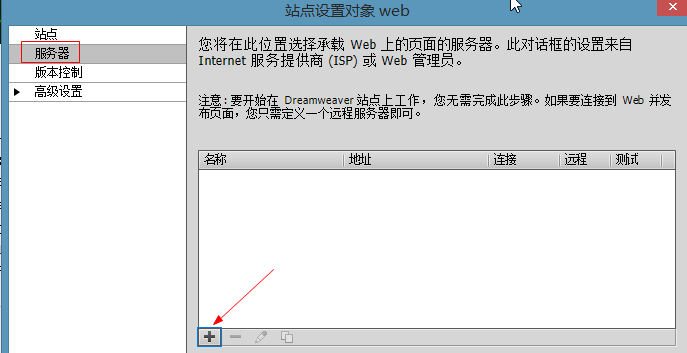 站点设置对象 web
站点
服务器
版本控制
高级设置
您将在此位置选择承载 Web 上的页面的服务器。此对话框的设置来自
Internet 服务提供商 (ISP) 或 Web 管理员。
注意:要开始在 Dreamweaver 站点上工作，您无需完成此步骤。如果要连接到 Web 并发
布页面，您只需定义一个远程服务器即可。
名称 地址 连接 远程 测试